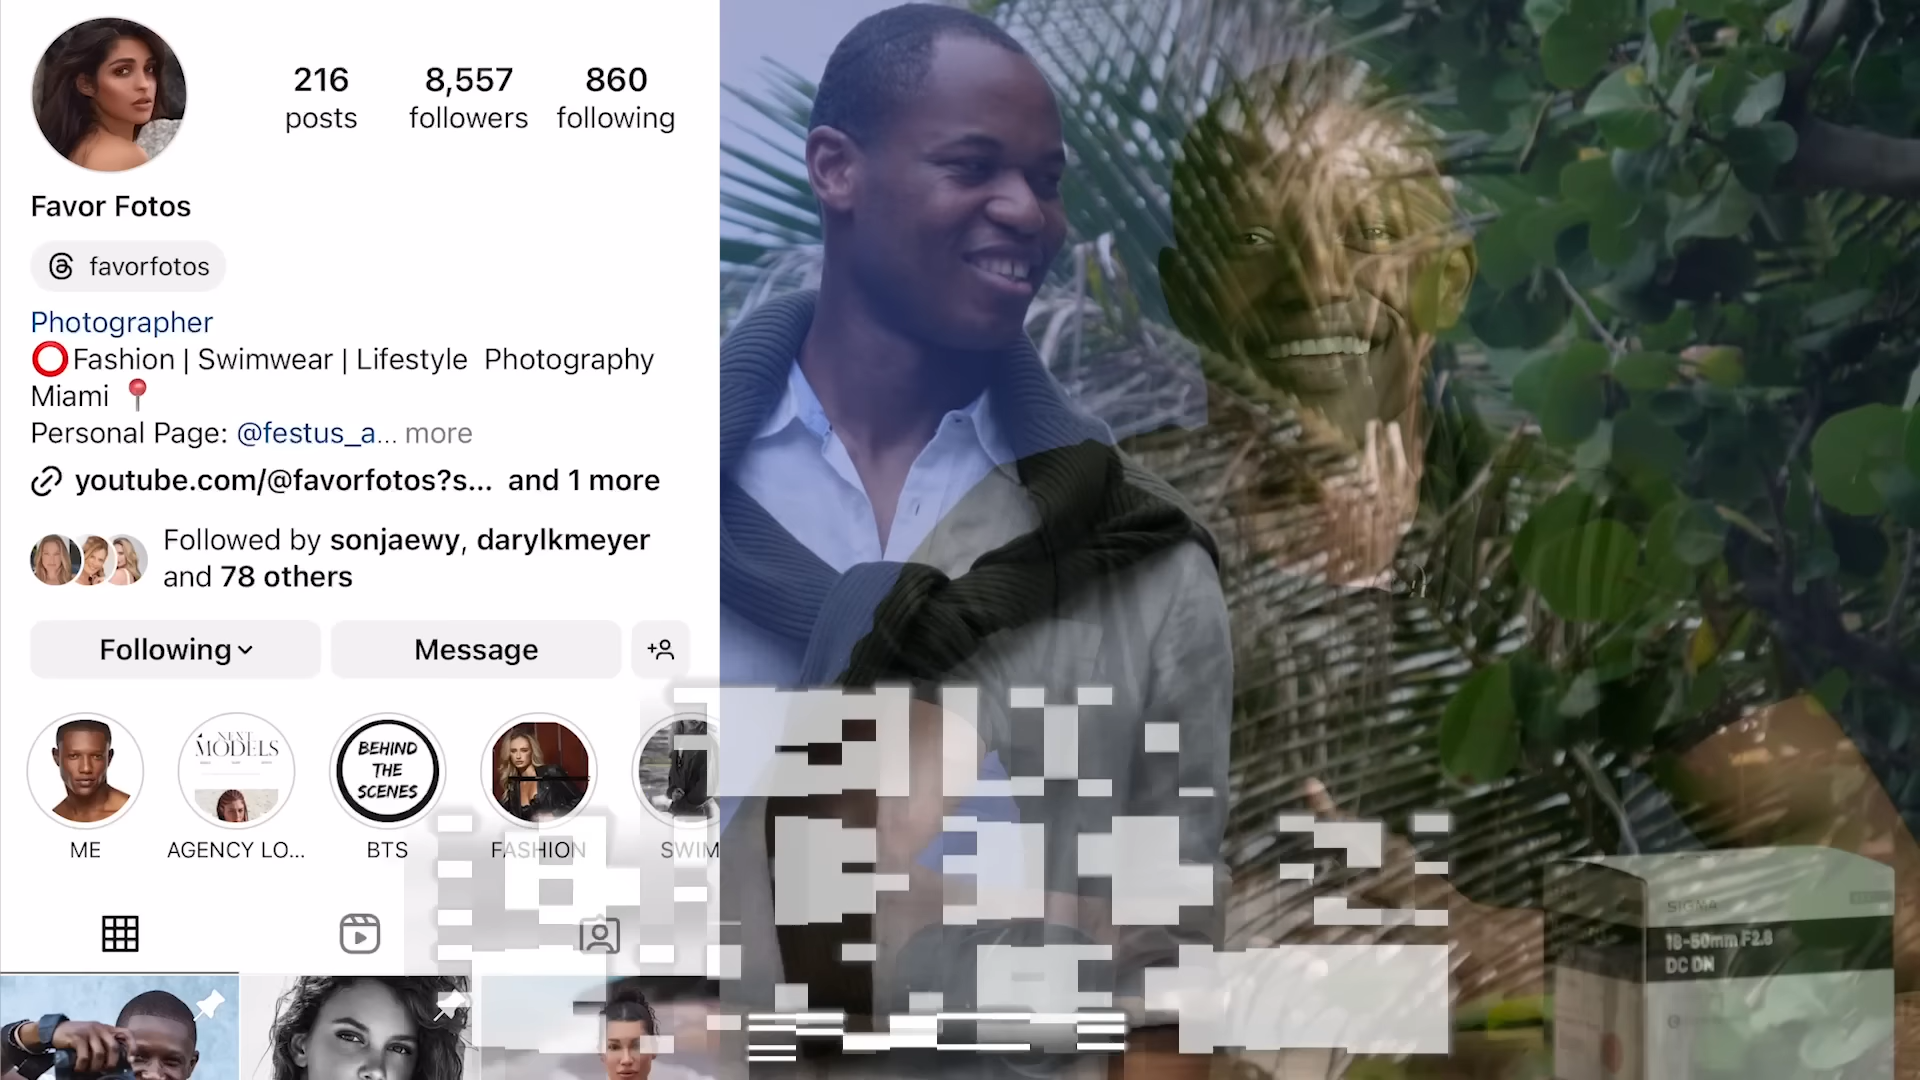 216
posts
8,557
followers
860
following
Favor Fotos
favorfotos
Photographer
⭕Fashion | Swimwear | Lifestyle Photography
Miami 📍
Personal Page: @festus_a... more
youtube.com/@favorfotos?s... and 1 more
Followed by sonjaewy, darylkmeyer
and 78 others
Following
Message
NEXT
MODELS
BEHIND
THE
SCENES
ME
AGENCY LO...
BTS
FASHION
SWIM
SIGMA
18-50mm F2.8
DC DN